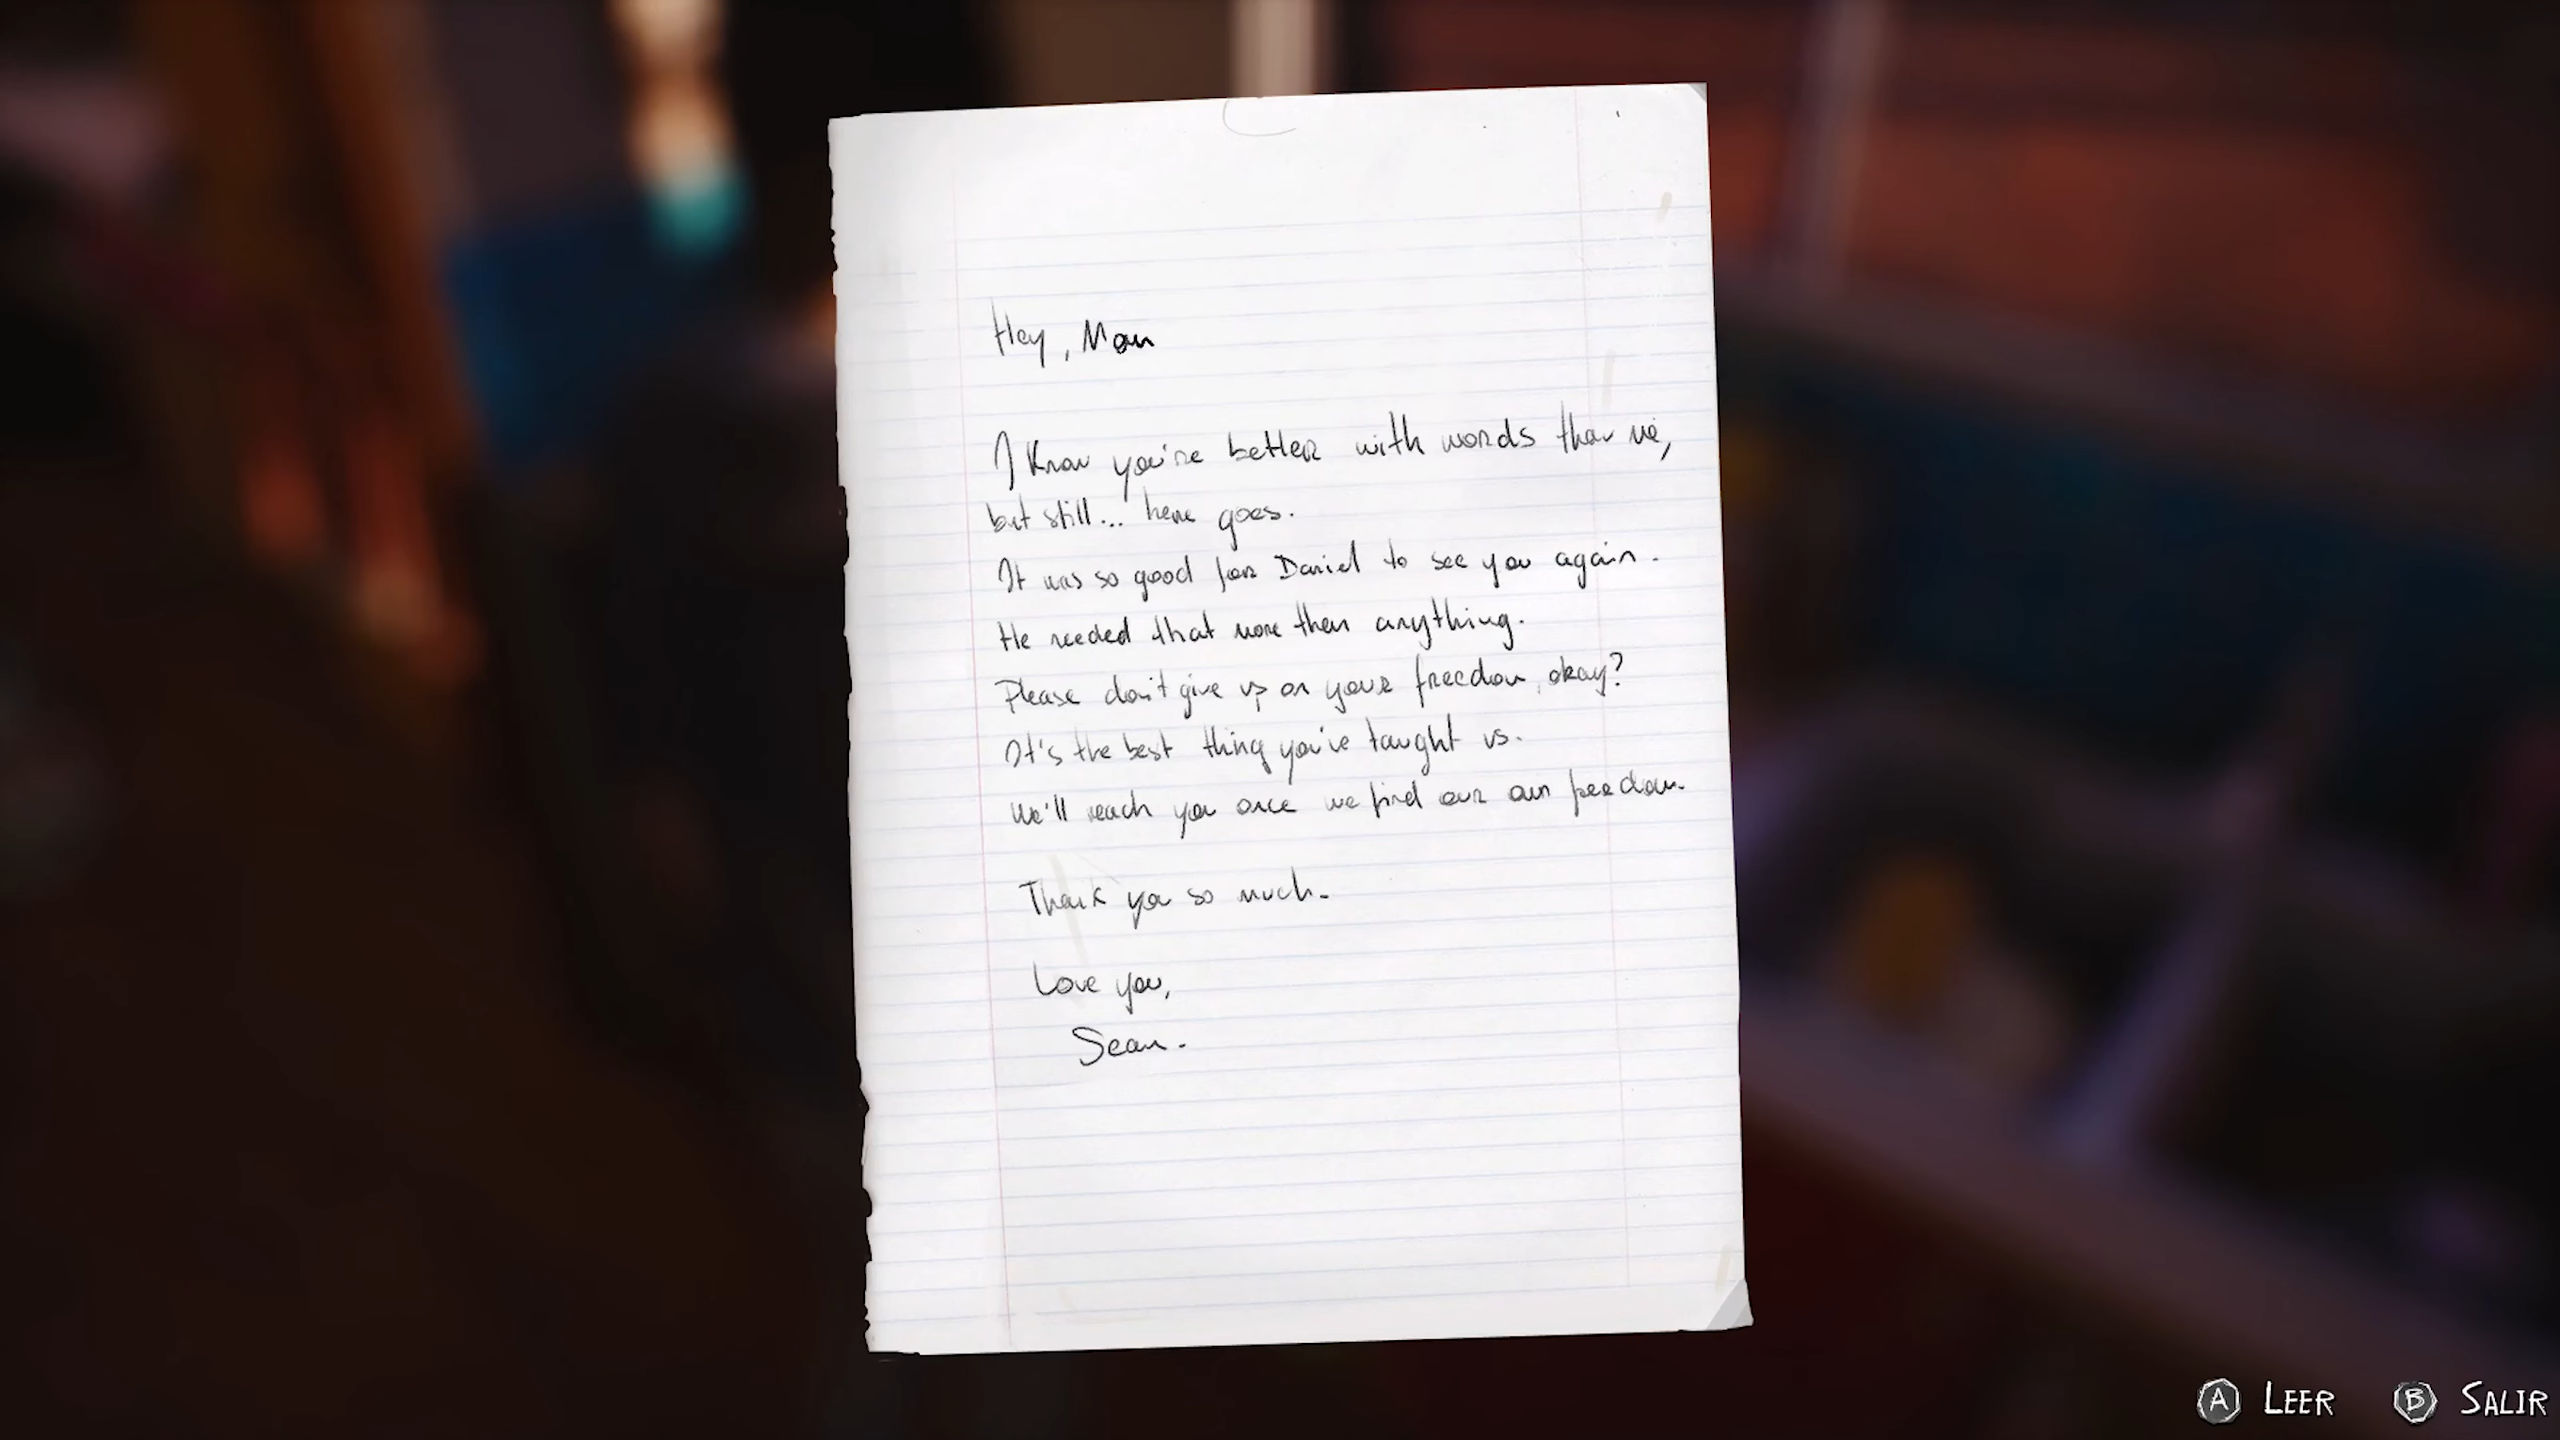 Hey, Mom
I know you're better with words than me,
but still... here goes.
It was so good for Daniel to see you again.
He needed that more than anything.
Please don't give up on your freedom, okay?
It's the best thing you've taught us.
We'll reach you once we find our own freedom.
Thank you so much.
Love you,
Sean.
A LEER B SALIR